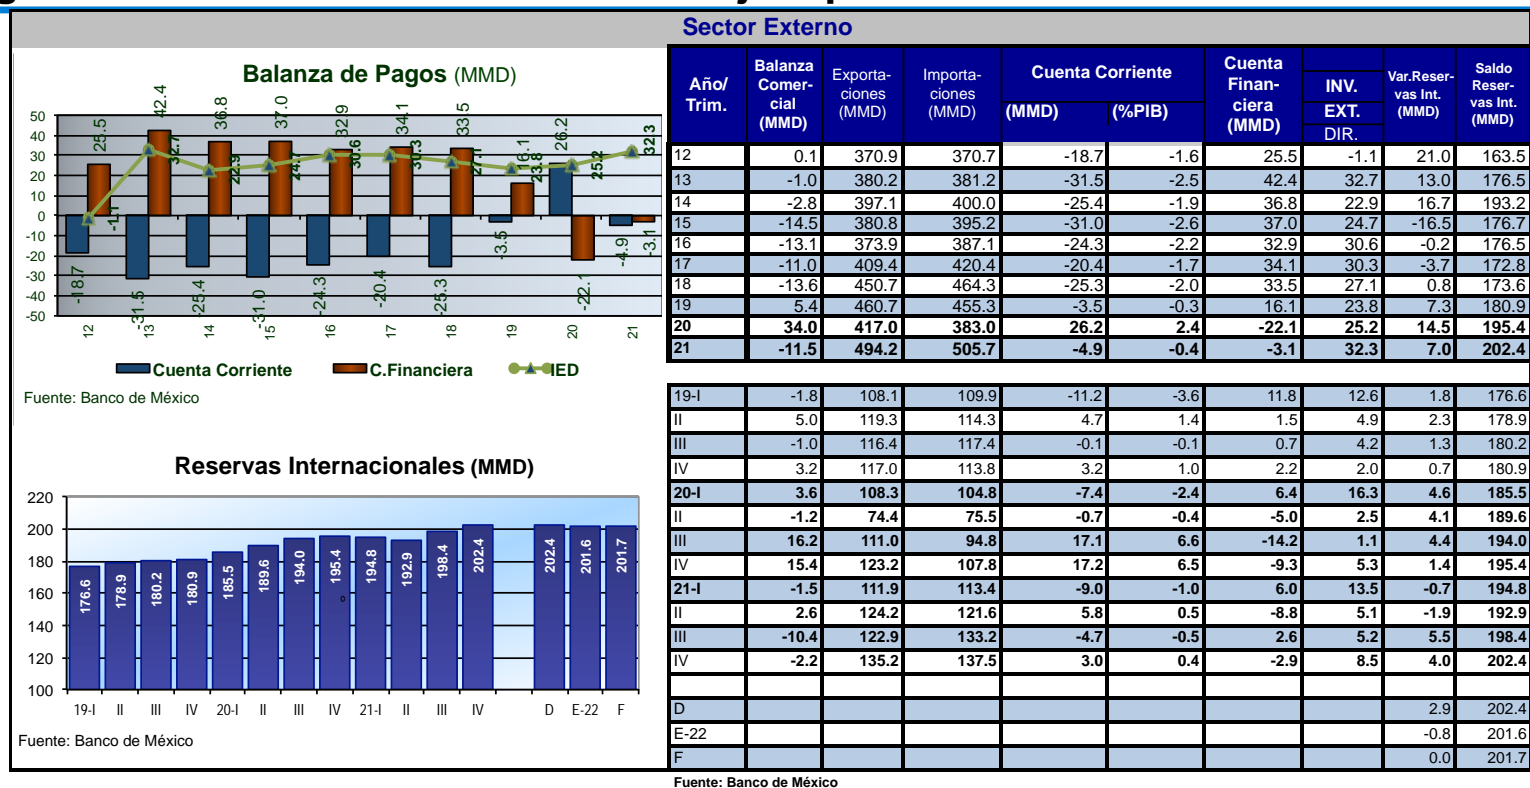 Sector Externo
Balanza de Pagos (MMD)
50
40
30
20
10
0
-10
-20
-30
-40
-50
25.5
42.4
36.8
37.0
32.9
34.1
33.5
16.1
26.2
32.3
-1.1
32.7
22.9
24.7
30.6
30.3
27.1
23.8
25.2
-3.1
-18.7
-31.5
-25.4
-31.0
-24.3
-20.4
-25.3
-3.5
-22.1
-4.9
12
13
14
15
16
17
18
19
20
21
Cuenta Corriente C.Financiera IED
Fuente: Banco de México
Reservas Internacionales (MMD)
220
200
180
160
140
120
100
176.6
178.9
180.2
180.9
185.5
189.6
194.0
195.4
194.8
192.9
198.4
202.4
202.4
201.6
201.7
19-I II III IV 20-I II III IV 21-I II III IV D E-22 F
Fuente: Banco de México
Año/
Trim.
Balanza
Comer-
cial
(MMD)
Exporta-
ciones
(MMD)
Importa-
ciones
(MMD)
Cuenta Corriente
(MMD) (%PIB)
Cuenta
Finan-
ciera
(MMD)
INV.
EXT.
DIR.
Var.Reser-
vas Int.
(MMD)
Saldo
Reser-
vas Int.
(MMD)
12 0.1 370.9 370.7 -18.7 -1.6 25.5 -1.1 21.0 163.5
13 -1.0 380.2 381.2 -31.5 -2.5 42.4 32.7 13.0 176.5
14 -2.8 397.1 400.0 -25.4 -1.9 36.8 22.9 16.7 193.2
15 -14.5 380.8 395.2 -31.0 -2.6 37.0 24.7 -16.5 176.7
16 -13.1 373.9 387.1 -24.3 -2.2 32.9 30.6 -0.2 176.5
17 -11.0 409.4 420.4 -20.4 -1.7 34.1 30.3 -3.7 172.8
18 -13.6 450.7 464.3 -25.3 -2.0 33.5 27.1 0.8 173.6
19 5.4 460.7 455.3 -3.5 -0.3 16.1 23.8 7.3 180.9
20 34.0 417.0 383.0 26.2 2.4 -22.1 25.2 14.5 195.4
21 -11.5 494.2 505.7 -4.9 -0.4 -3.1 32.3 7.0 202.4
19-I -1.8 108.1 109.9 -11.2 -3.6 11.8 12.6 1.8 176.6
II 5.0 119.3 114.3 4.7 1.4 1.5 4.9 2.3 178.9
III -1.0 116.4 117.4 -0.1 -0.1 0.7 4.2 1.3 180.2
IV 3.2 117.0 113.8 3.2 1.0 2.2 2.0 0.7 180.9
20-I 3.6 108.3 104.8 -7.4 -2.4 6.4 16.3 4.6 185.5
II -1.2 74.4 75.5 -0.7 -0.4 -5.0 2.5 4.1 189.6
III 16.2 111.0 94.8 17.1 6.6 -14.2 1.1 4.4 194.0
IV 15.4 123.2 107.8 17.2 6.5 -9.3 5.3 1.4 195.4
21-I -1.5 111.9 113.4 -9.0 -1.0 6.0 13.5 -0.7 194.8
II 2.6 124.2 121.6 5.8 0.5 -8.8 5.1 -1.9 192.9
III -10.4 122.9 133.2 -4.7 -0.5 2.6 5.2 5.5 198.4
IV -2.2 135.2 137.5 3.0 0.4 -2.9 8.5 4.0 202.4
D 2.9 202.4
E-22 -0.8 201.6
F 0.0 201.7
Fuente: Banco de México